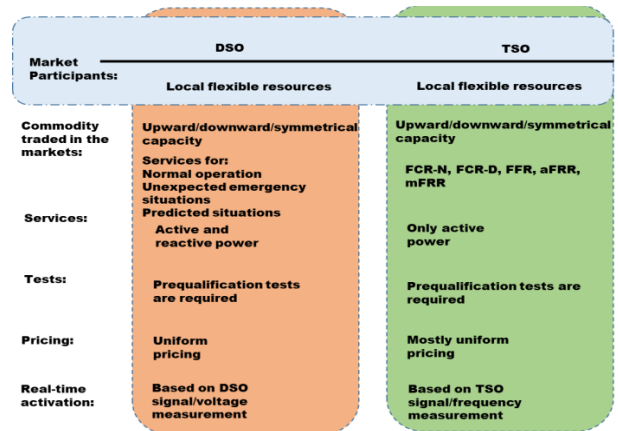 DSO
TSO
Market
Participants:
Local flexible resources
Local flexible resources
Commodity
traded in the
markets:
Upward/downward/symmetrical
capacity
Upward/downward/symmetrical
capacity
Services for:
Normal operation
Unexpected emergency
situations
Predicted situations
FCR-N, FCR-D, FFR, aFRR,
mFRR
Services:
Active and
reactive power
Only active
power
Tests:
Prequalification tests
are required
Prequalification tests are
required
Pricing:
Uniform
pricing
Mostly uniform
pricing
Real-time
activation:
Based on DSO
signal/voltage
measurement
Based on TSO
signal/frequency
measurement